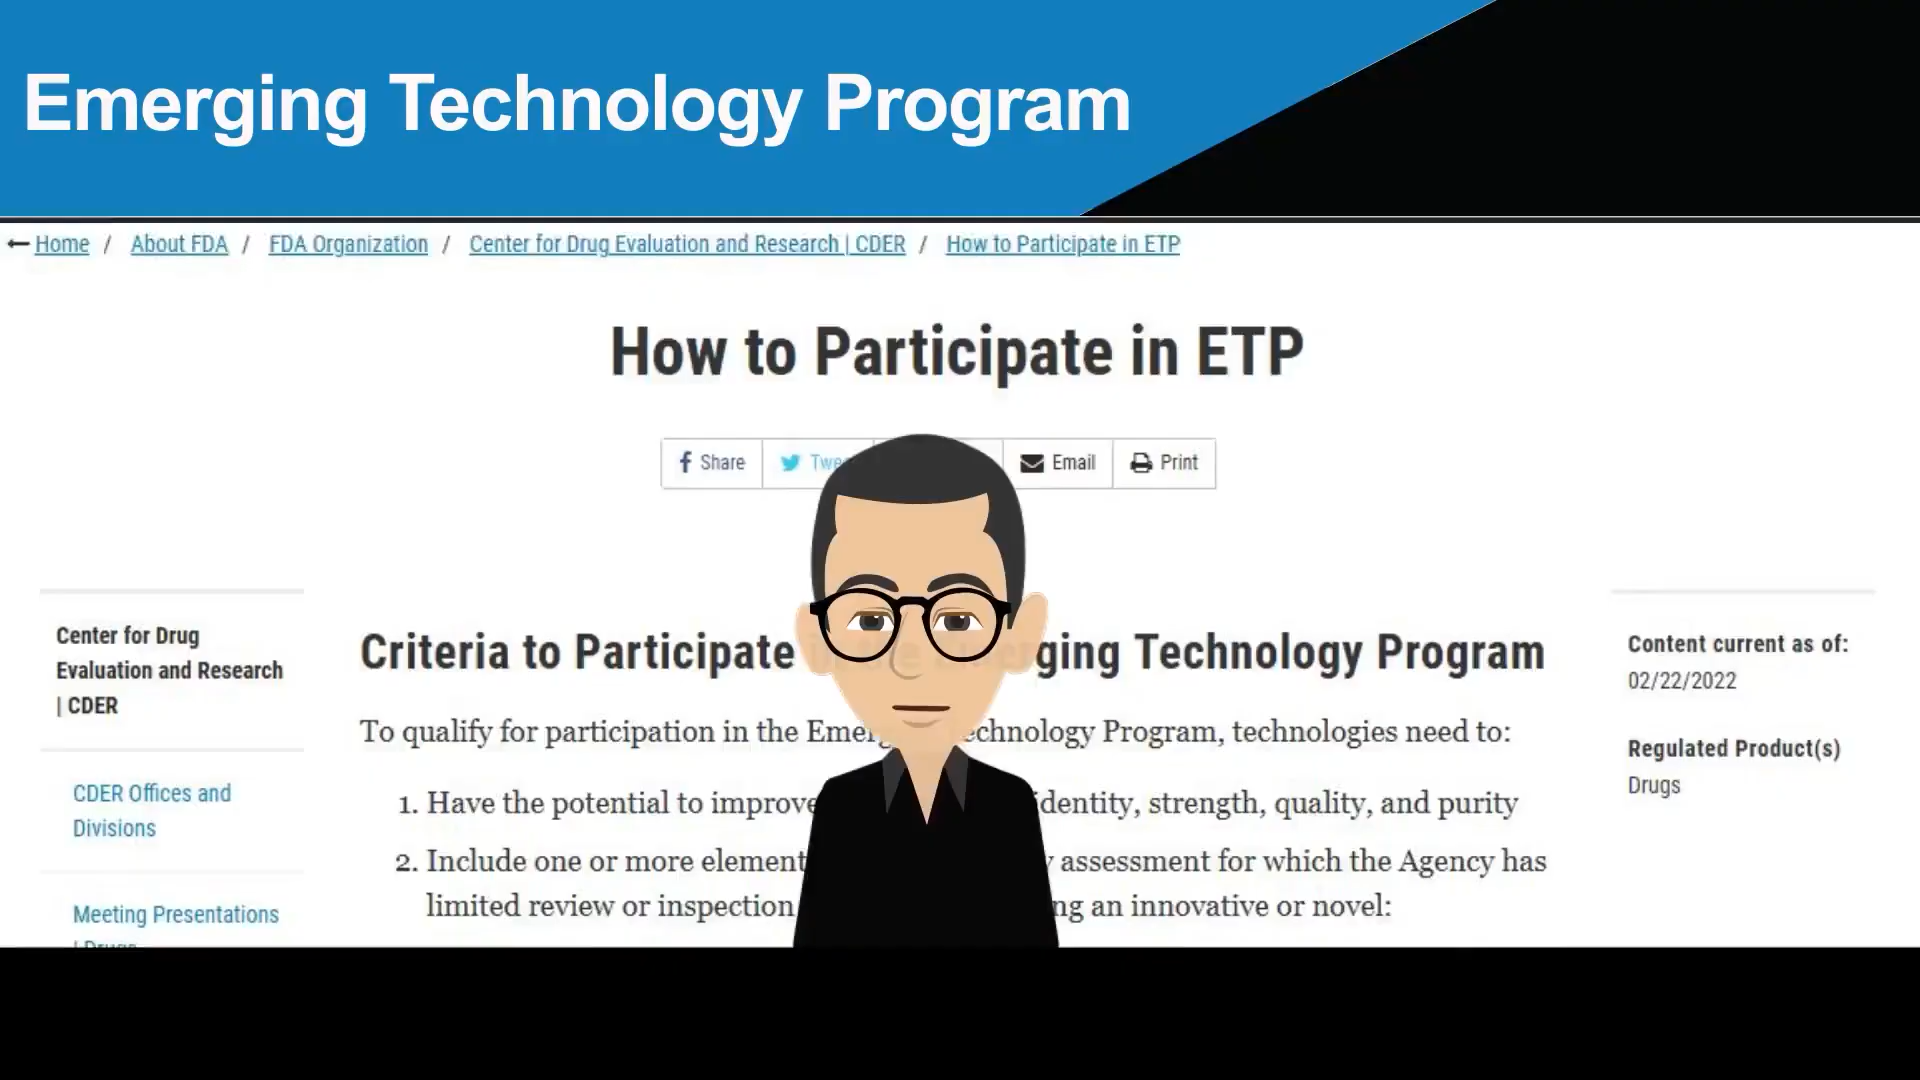 Emerging Technology Program
Home / About FDA / FDA Organization / Center for Drug Evaluation and Research | CDER / How to Participate in ETP
How to Participate in ETP
Share Email Print
Criteria to Participate ging Technology Program
To qualify for participation in the technology Program, technologies need to:
1. Have the potential to improve identity, strength, quality, and purity
2. Include one or more assessment for which the Agency has
limited review or inspection an innovative or novel:
Center for Drug
Evaluation and Research
| CDER
CDER Offices and
Divisions
Meeting Presentations
| Drugs
Content current as of:
02/22/2022
Regulated Product(s)
Drugs